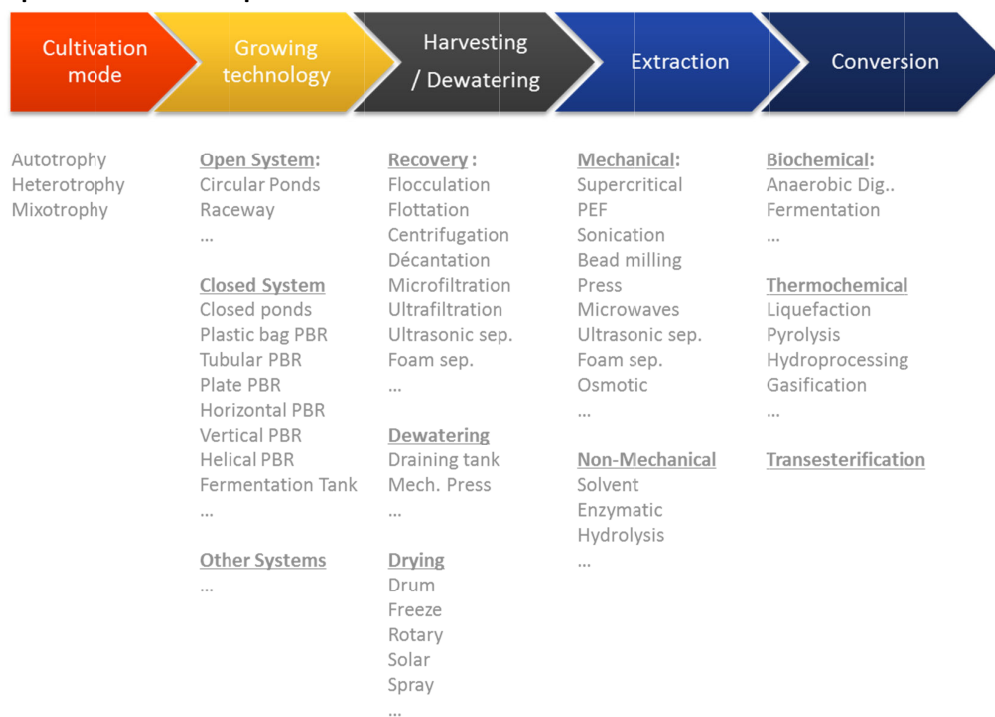 Cultivation
mode
Growing
technology
Harvesting
/ Dewatering
Extraction
Conversion
Autotrophy
Heterotrophy
Mixotrophy
Open System:
Circular Ponds
Raceway
...
Closed System
Closed ponds
Plastic bag PBR
Tubular PBR
Plate PBR
Horizontal PBR
Vertical PBR
Helical PBR
Fermentation Tank
...
Other Systems
...
Recovery :
Flocculation
Flottation
Centrifugation
Décantation
Microfiltration
Ultrafiltration
Ultrasonic sep.
Foam sep.
...
Dewatering
Draining tank
Mech. Press
...
Drying
Drum
Freeze
Rotary
Solar
Spray
...
Mechanical:
Supercritical
PEF
Sonication
Bead milling
Press
Microwaves
Ultrasonic sep.
Foam sep.
Osmotic
...
Non-Mechanical
Solvent
Enzymatic
Hydrolysis
...
Biochemical:
Anaerobic Dig..
Fermentation
...
Thermochemical
Liquefaction
Pyrolysis
Hydroprocessing
Gasification
...
Transesterification